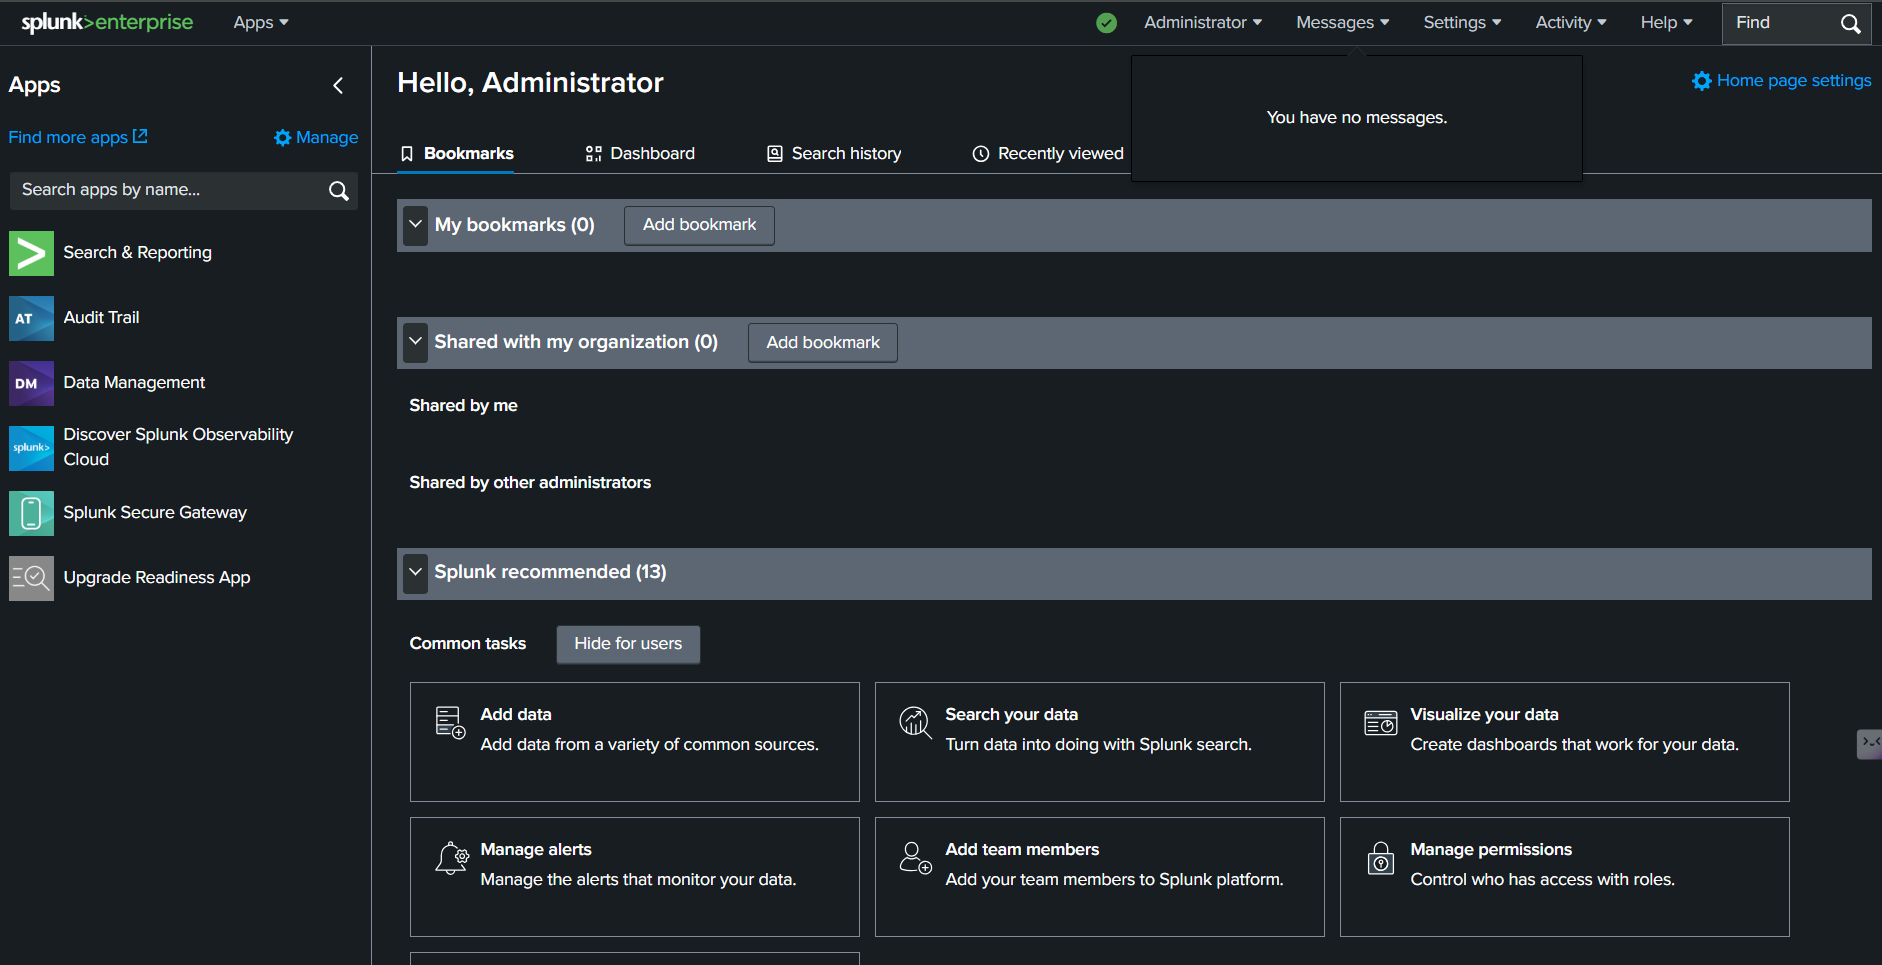 splunk>enterprise Apps Administrator Messages Settings Activity Help Find
Apps
Find more apps Manage
Search apps by name...
Search & Reporting
AT Audit Trail
DM Data Management
splunk> Discover Splunk Observability
Cloud
Splunk Secure Gateway
Upgrade Readiness App
Hello, Administrator
You have no messages.
Home page settings
Bookmarks Dashboard Search history Recently viewed
My bookmarks (0) Add bookmark
Shared with my organization (0) Add bookmark
Shared by me
Shared by other administrators
Splunk recommended (13)
Common tasks Hide for users
Add data
Add data from a variety of common sources.
Search your data
Turn data into doing with Splunk search.
Visualize your data
Create dashboards that work for your data.
Manage alerts
Manage the alerts that monitor your data.
Add team members
Add your team members to Splunk platform.
Manage permissions
Control who has access with roles.